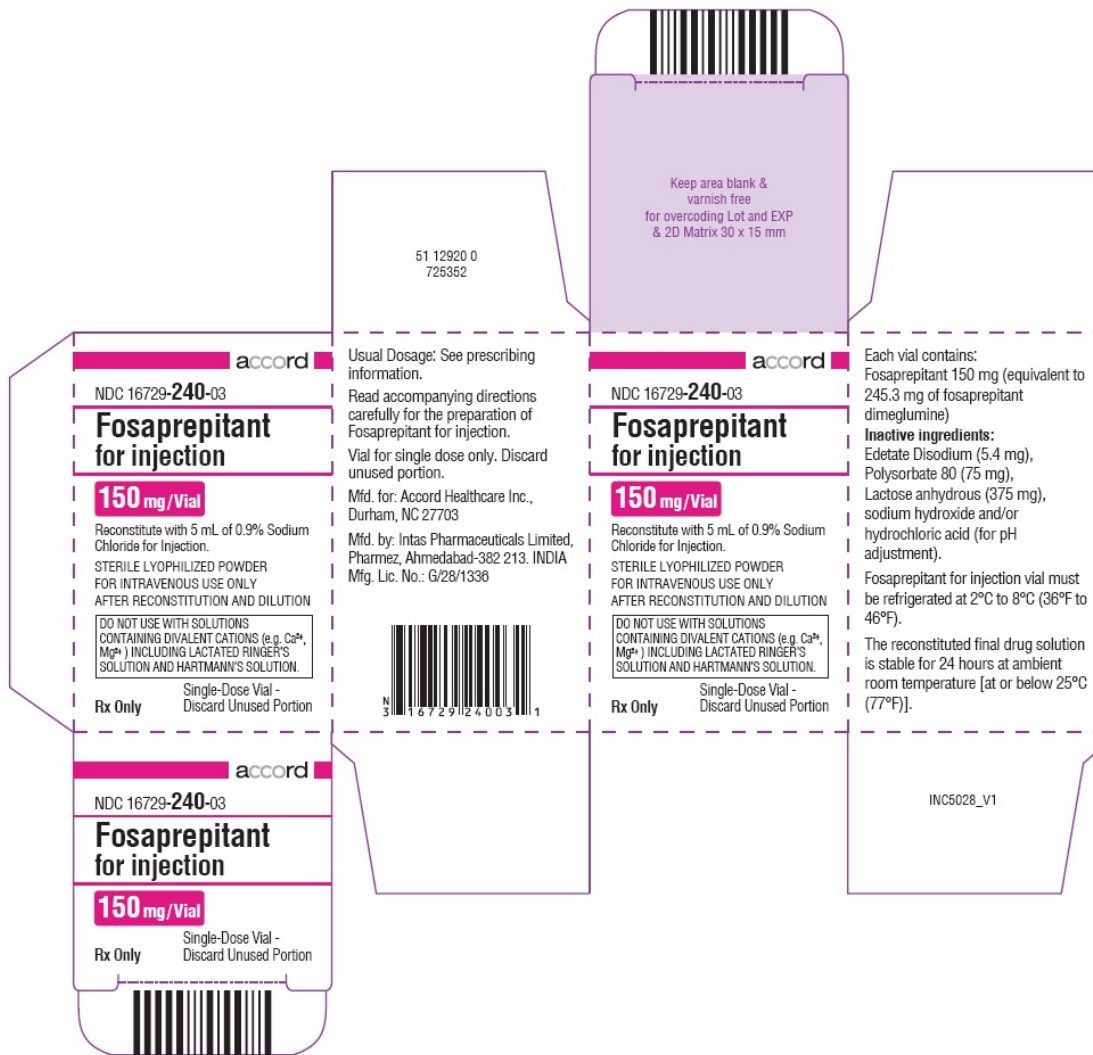 Keep area blank &
varnish free
for overcoding Lot and EXP
& 2D Matrix 30 x 15 mm
51 12920 0
725352
accord
NDC 16729-240-03
Fosaprepitant
for injection
150 mg/Vial
Reconstitute with 5 mL of 0.9% Sodium
Chloride for Injection.
STERILE LYOPHILIZED POWDER
FOR INTRAVENOUS USE ONLY
AFTER RECONSTITUTION AND DILUTION
DO NOT USE WITH SOLUTIONS
CONTAINING DIVALENT CATIONS (e.g. Ca²⁺,
Mg²⁺ ) INCLUDING LACTATED RINGER'S
SOLUTION AND HARTMANN'S SOLUTION.
Rx Only
Single-Dose Vial -
Discard Unused Portion
Usual Dosage: See prescribing
information.
Read accompanying directions
carefully for the preparation of
Fosaprepitant for injection.
Vial for single dose only. Discard
unused portion.
Mfd. for: Accord Healthcare Inc.,
Durham, NC 27703
Mfd. by: Intas Pharmaceuticals Limited,
Pharmez, Ahmedabad-382 213. INDIA
Mfg. Lic. No.: G/28/1336
N
3 16729 24003 1
accord
NDC 16729-240-03
Fosaprepitant
for injection
150 mg/Vial
Reconstitute with 5 mL of 0.9% Sodium
Chloride for Injection.
STERILE LYOPHILIZED POWDER
FOR INTRAVENOUS USE ONLY
AFTER RECONSTITUTION AND DILUTION
DO NOT USE WITH SOLUTIONS
CONTAINING DIVALENT CATIONS (e.g. Ca²⁺,
Mg²⁺ ) INCLUDING LACTATED RINGER'S
SOLUTION AND HARTMANN'S SOLUTION.
Rx Only
Single-Dose Vial -
Discard Unused Portion
Each vial contains:
Fosaprepitant 150 mg (equivalent to
245.3 mg of fosaprepitant
dimeglumine)
Inactive ingredients:
Edetate Disodium (5.4 mg),
Polysorbate 80 (75 mg),
Lactose anhydrous (375 mg),
sodium hydroxide and/or
hydrochloric acid (for pH
adjustment).
Fosaprepitant for injection vial must
be refrigerated at 2ºC to 8ºC (36ºF to
46ºF).
The reconstituted final drug solution
is stable for 24 hours at ambient
room temperature [at or below 25ºC
(77ºF)].
accord
NDC 16729-240-03
Fosaprepitant
for injection
150 mg/Vial
Rx Only
Single-Dose Vial -
Discard Unused Portion
INC5028_V1